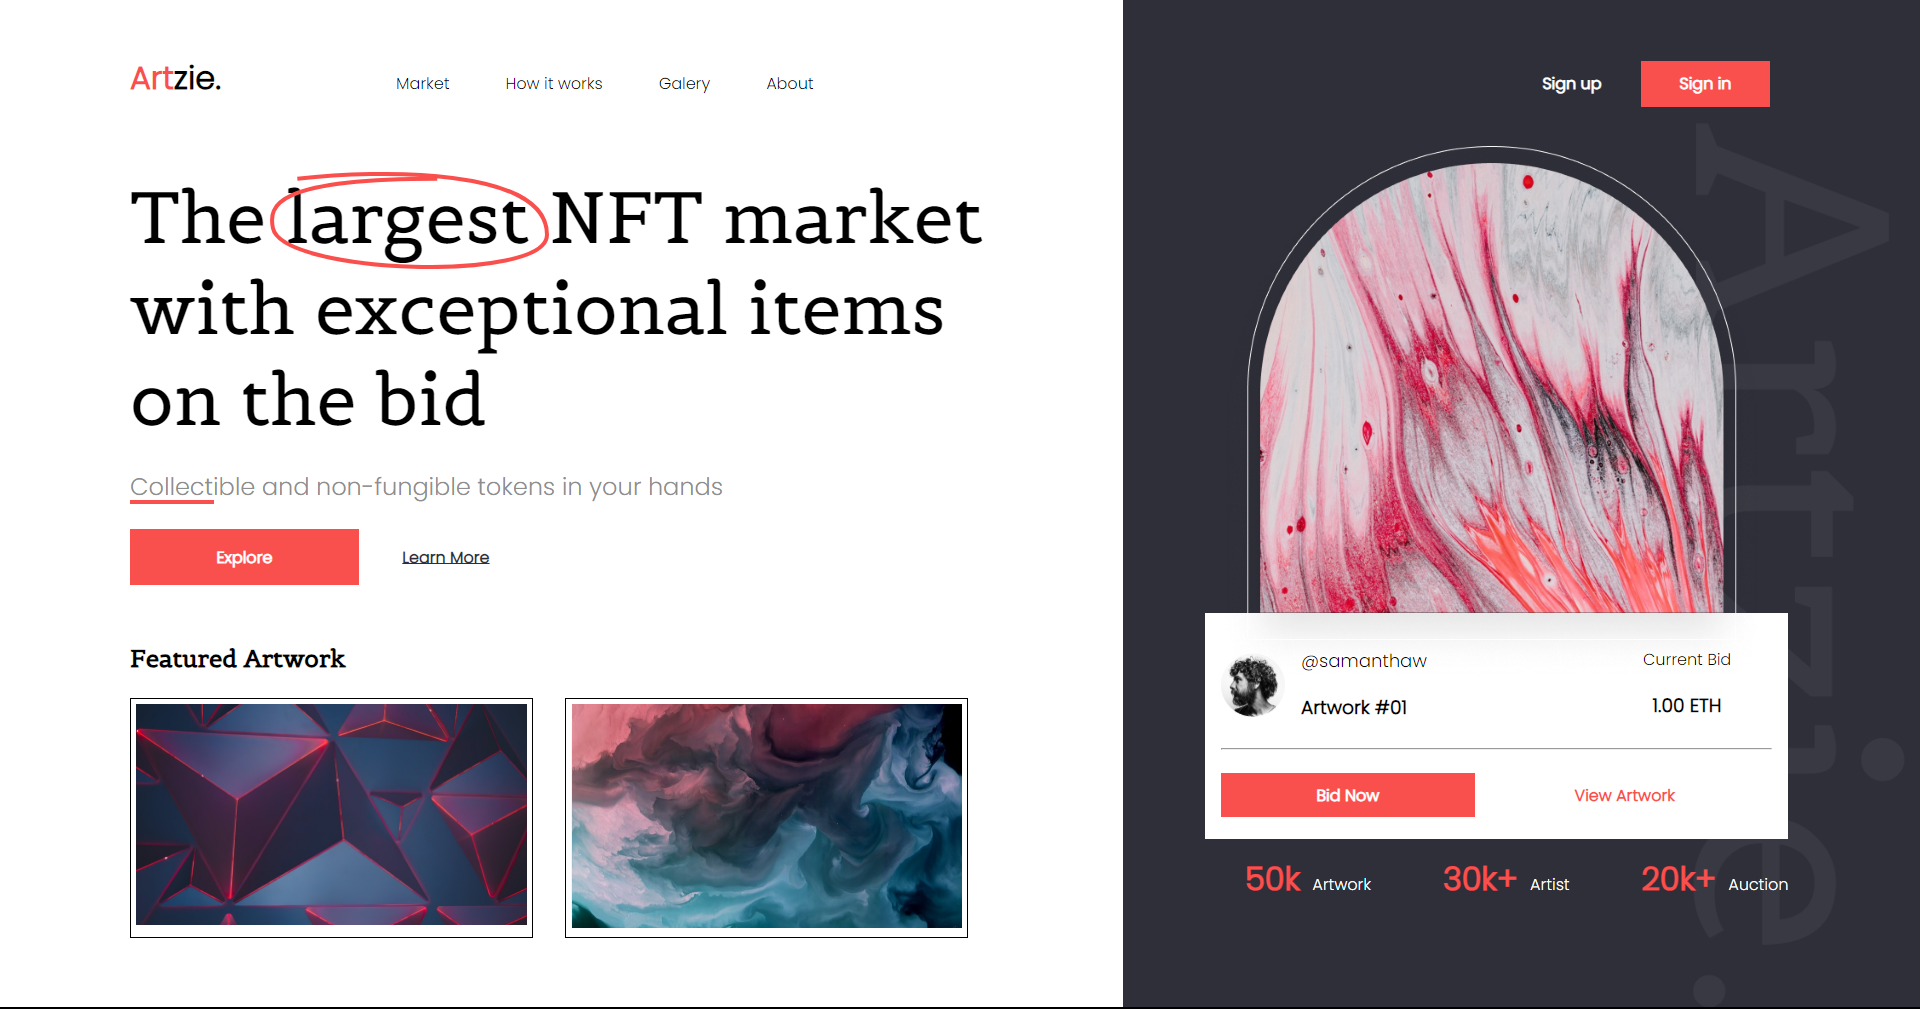 Artzie.
Market How it works Galery About
Sign up Sign in
The largest NFT market
with exceptional items
on the bid
Collectible and non-fungible tokens in your hands
Explore Learn More
Featured Artwork
Artzie.
@samanthaw Current Bid
Artwork #01 1.00 ETH
Bid Now View Artwork
50k Artwork 30k+ Artist 20k+ Auction